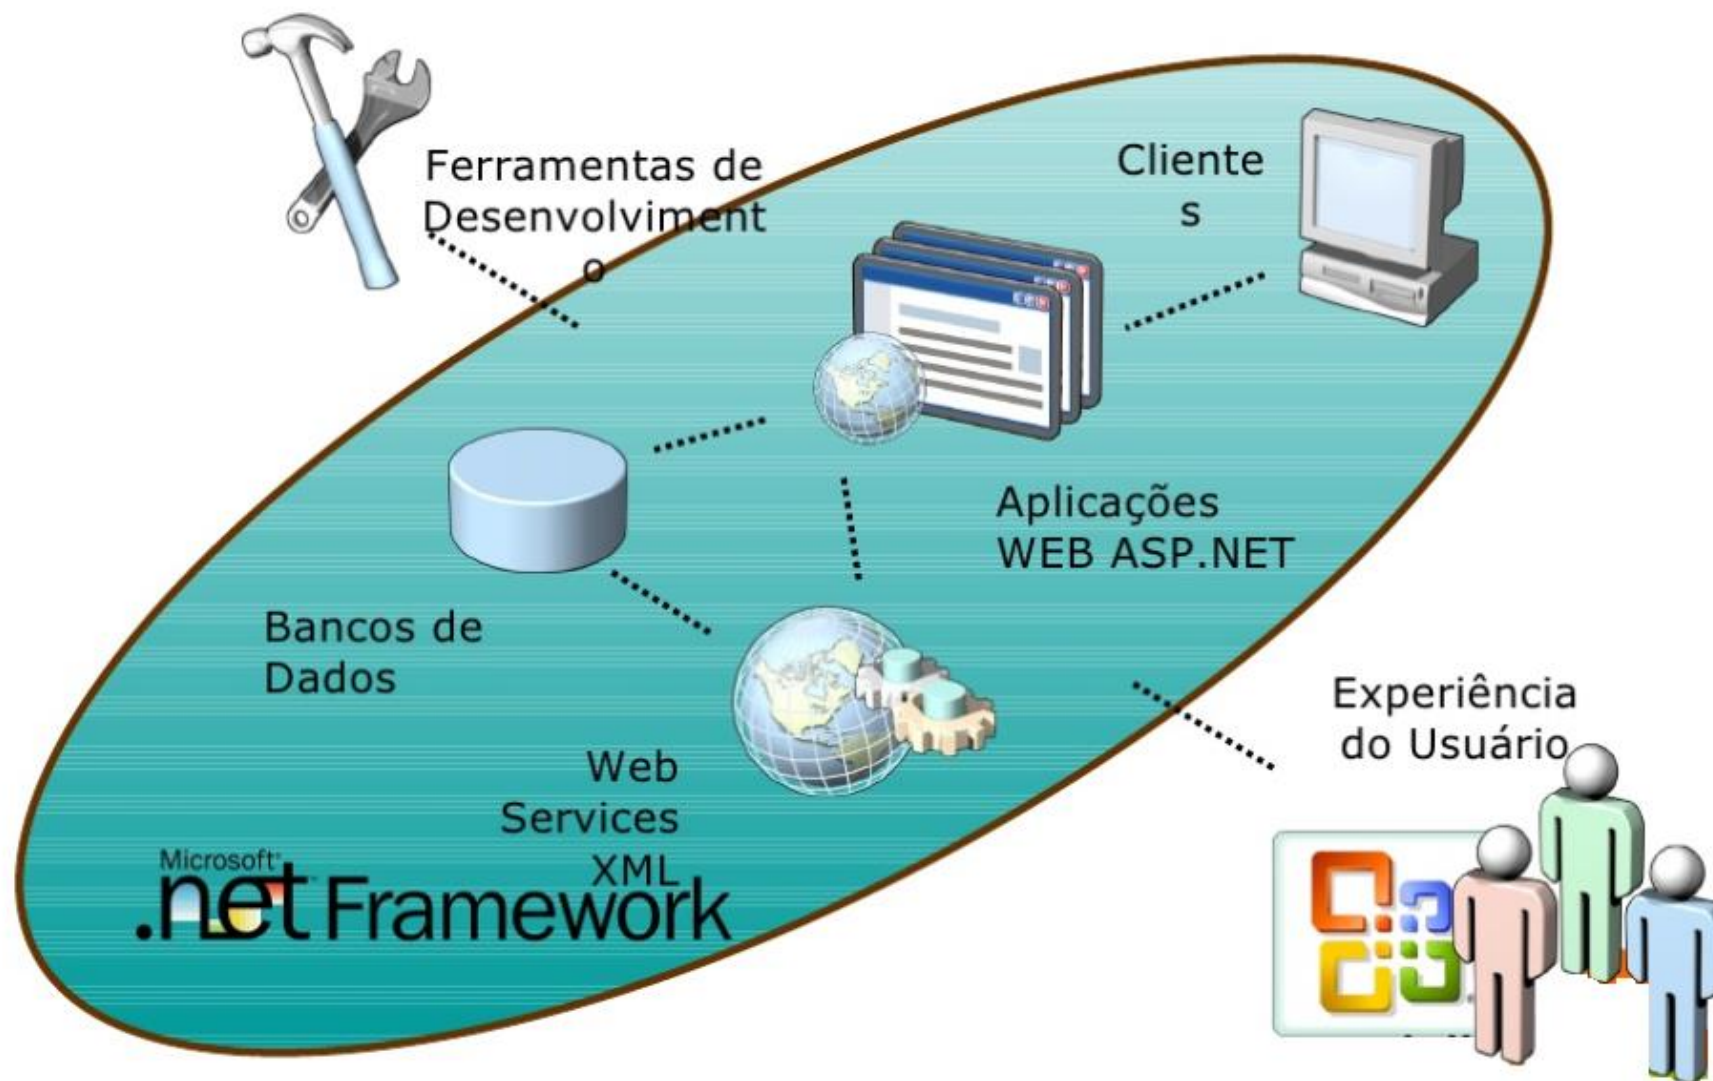 Ferramentas de
Desenvolviment
o
Cliente
s
Aplicações
WEB ASP.NET
Bancos de
Dados
Web
Services
XML
Experiência
do Usuário
Microsoft
.net Framework